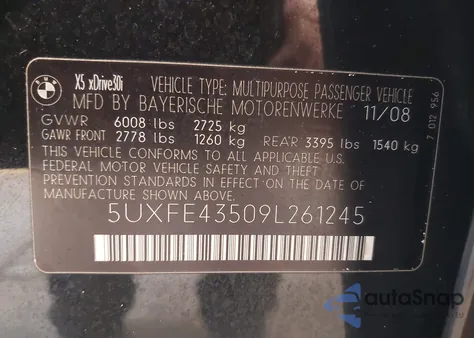 BMW
X5 xDrive30i
VEHICLE TYPE: MULTIPURPOSE PASSENGER VEHICLE
MFD BY BAYERISCHE MOTORENWERKE 11/08
GVWR 6008 lbs 2725 kg
GAWR FRONT 2778 lbs 1260 kg REAR 3395 lbs 1540 kg
THIS VEHICLE CONFORMS TO ALL APPLICABLE U.S.
FEDERAL MOTOR VEHICLE SAFETY AND THEFT
PREVENTION STANDARDS IN EFFECT ON THE DATE OF
MANUFACTURE SHOWN ABOVE.
5UXFE43509L261245
7 012 956
autoSnap